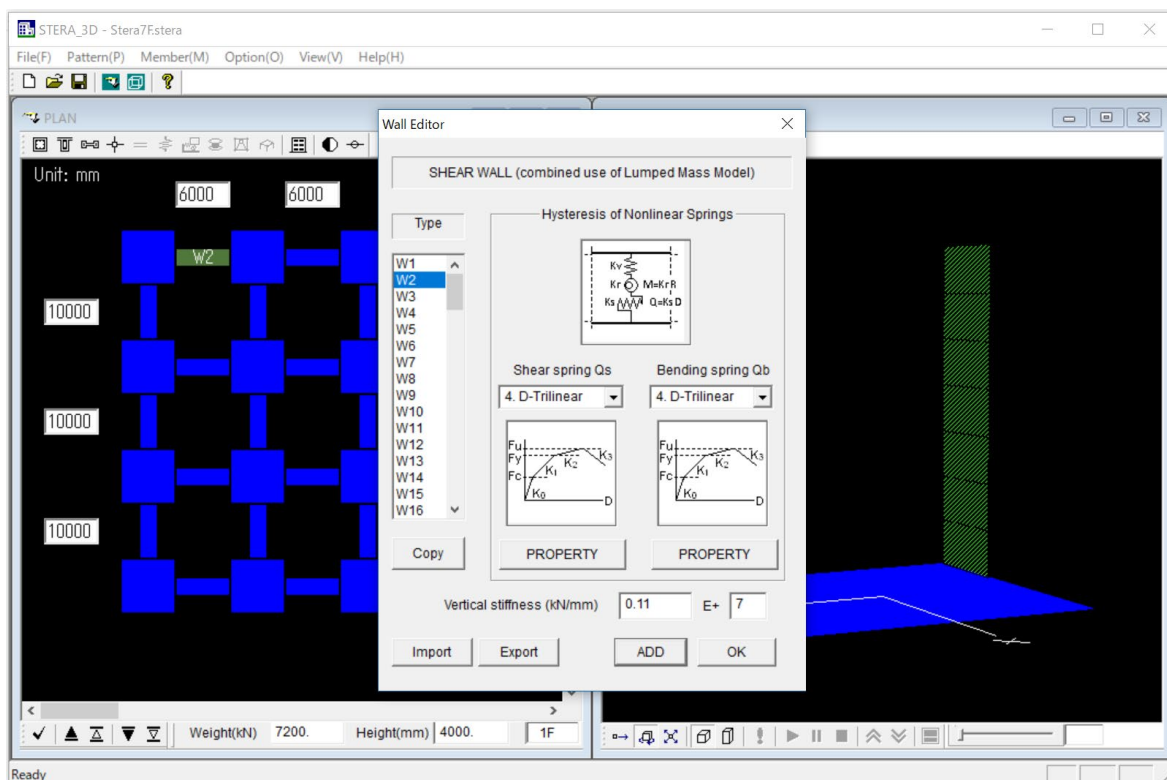 STERA_3D - Stera7F.stera
File(F) Pattern(P) Member(M) Option(O) View(V) Help(H)
PLAN
Unit: mm
6000 6000
W2
10000
10000
10000
Weight(kN) 7200. Height(mm) 4000. 1F
Ready
Wall Editor
SHEAR WALL (combined use of Lumped Mass Model)
Type
W1
W2
W3
W4
W5
W6
W7
W8
W9
W10
W11
W12
W13
W14
W15
W16
Copy
Hysteresis of Nonlinear Springs
Kv
Kr M=KrR
Ks Q=KsD
Shear spring Qs Bending spring Qb
4. D-Trilinear 4. D-Trilinear
Fu
Fy
Fc
K0
K1
K2
K3
D
Fu
Fy
Fc
K0
K1
K2
K3
D
PROPERTY PROPERTY
Vertical stiffness (kN/mm) 0.11 E+ 7
Import Export ADD OK